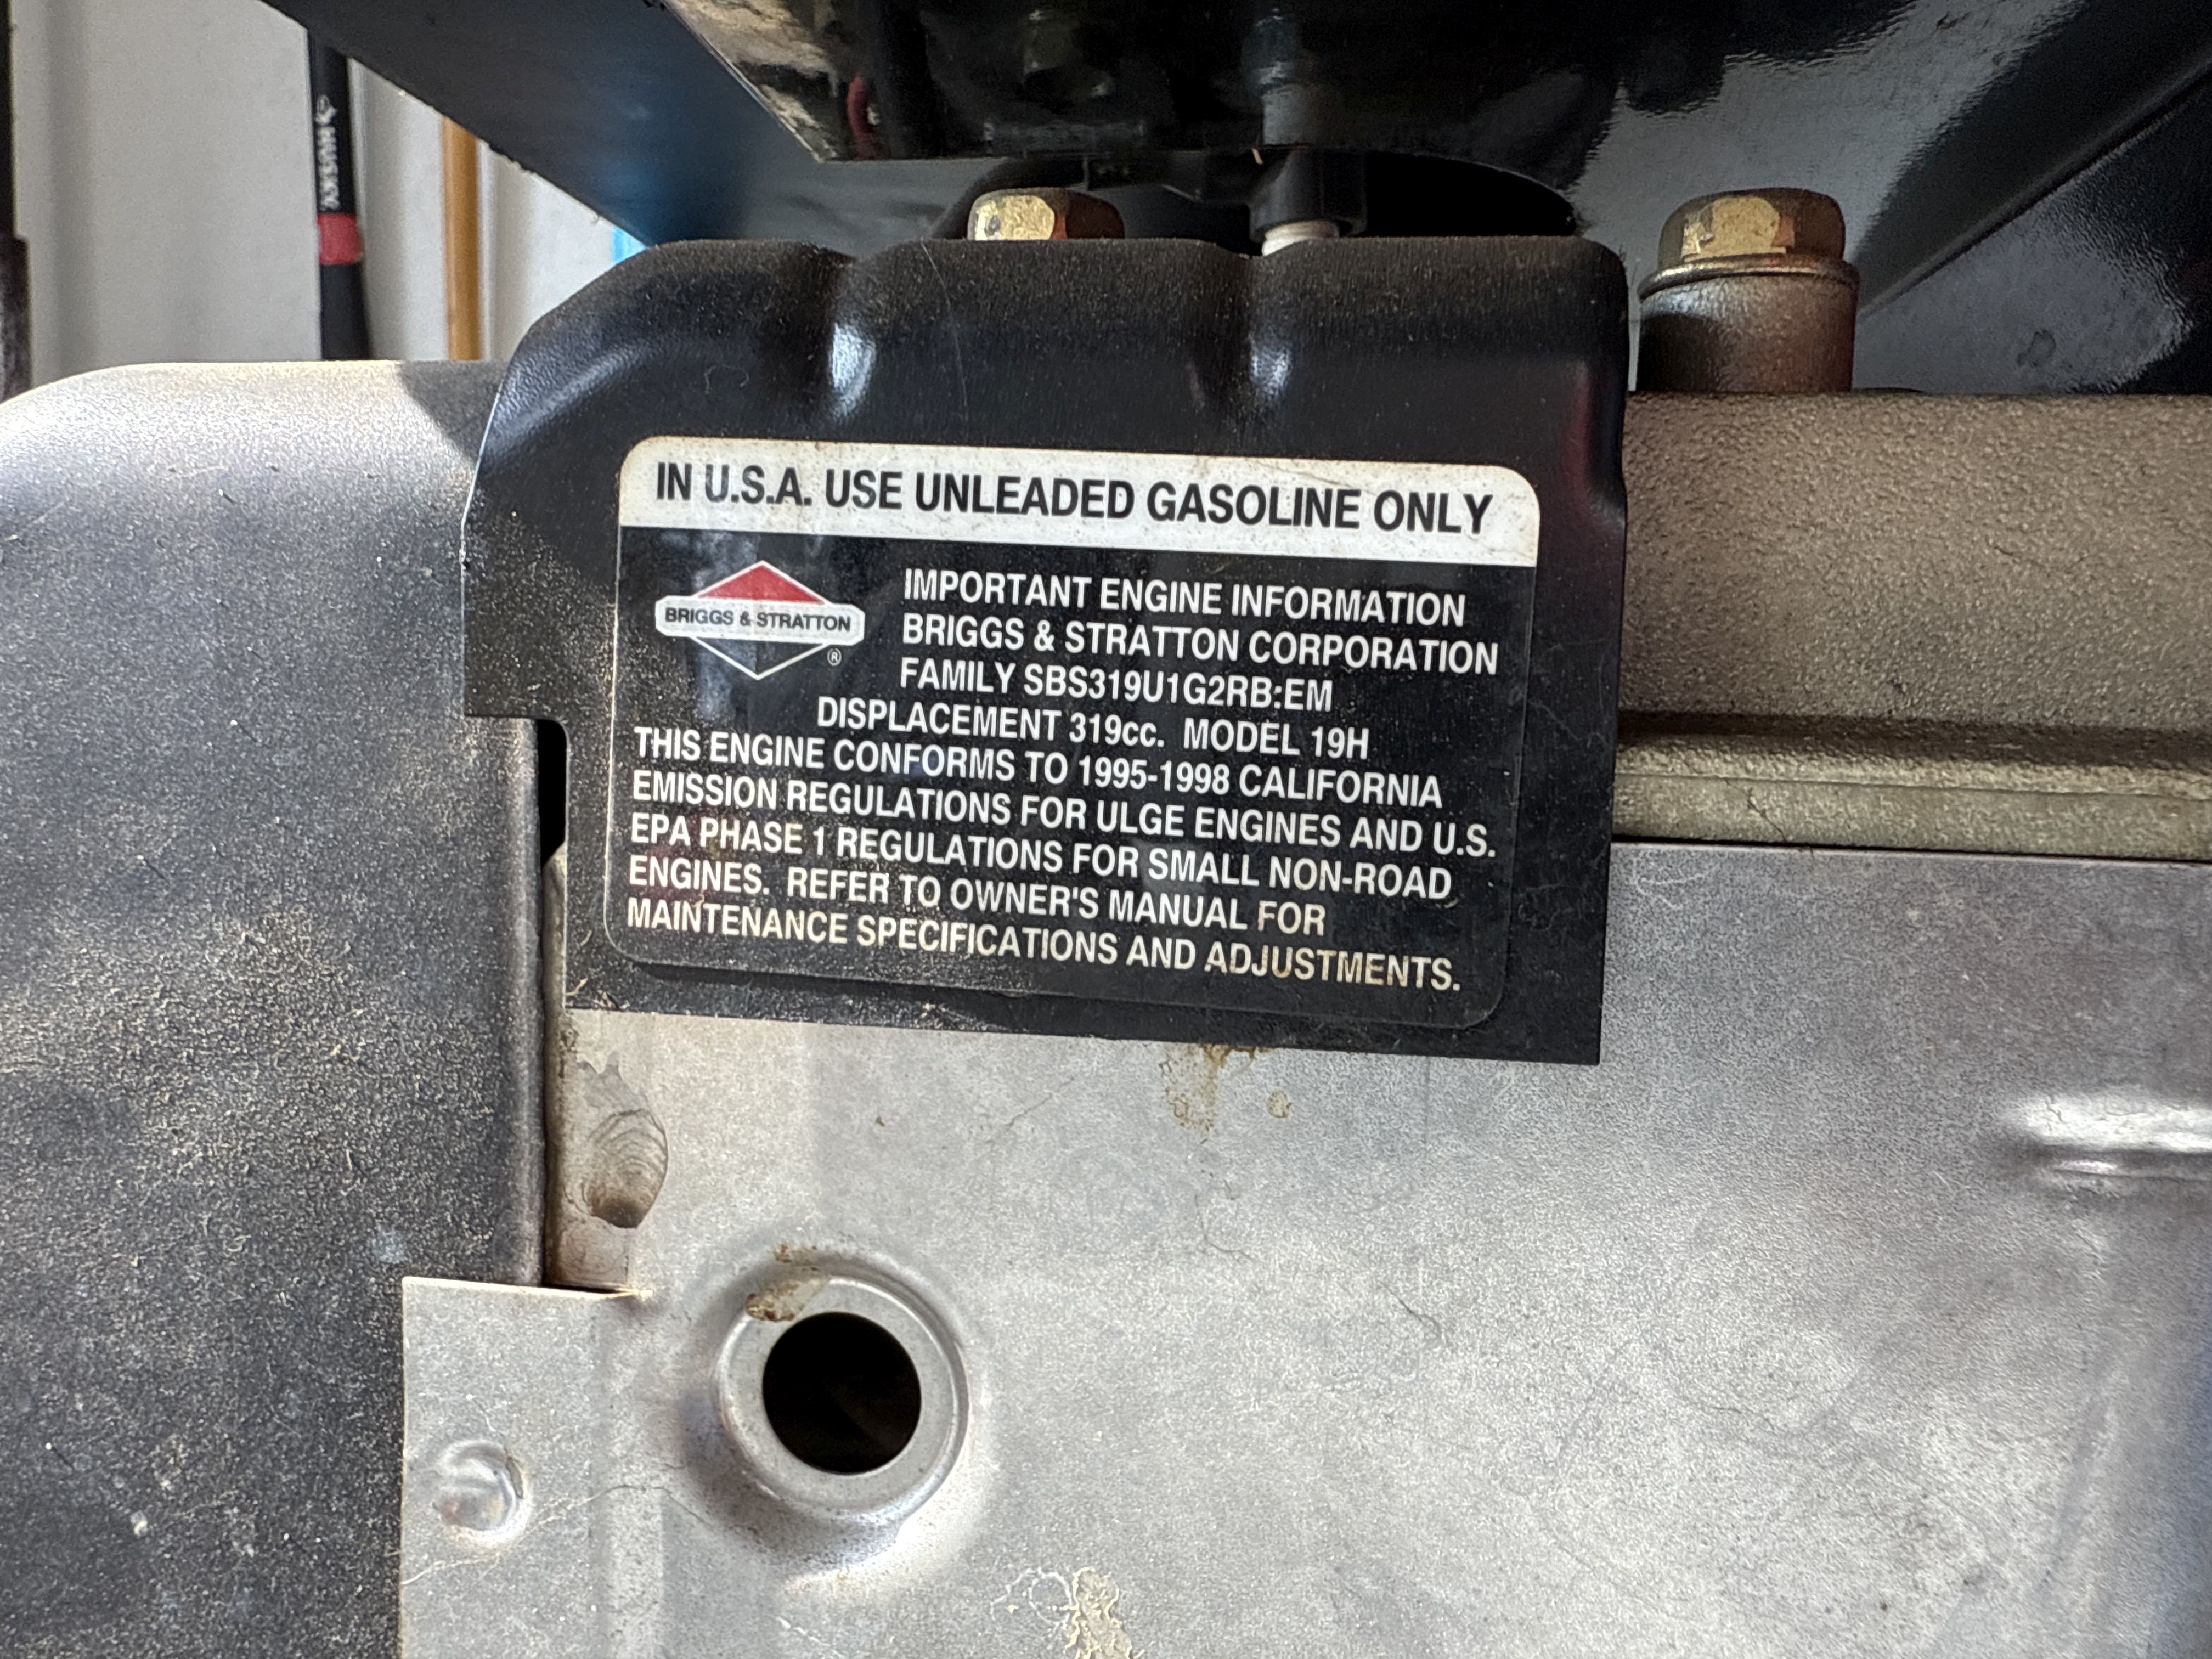 HUSKY
IN U.S.A. USE UNLEADED GASOLINE ONLY
BRIGGS & STRATTON
®
IMPORTANT ENGINE INFORMATION
BRIGGS & STRATTON CORPORATION
FAMILY SBS319U1G2RB:EM
DISPLACEMENT 319cc. MODEL 19H
THIS ENGINE CONFORMS TO 1995-1998 CALIFORNIA
EMISSION REGULATIONS FOR ULGE ENGINES AND U.S.
EPA PHASE 1 REGULATIONS FOR SMALL NON-ROAD
ENGINES. REFER TO OWNER'S MANUAL FOR
MAINTENANCE SPECIFICATIONS AND ADJUSTMENTS.